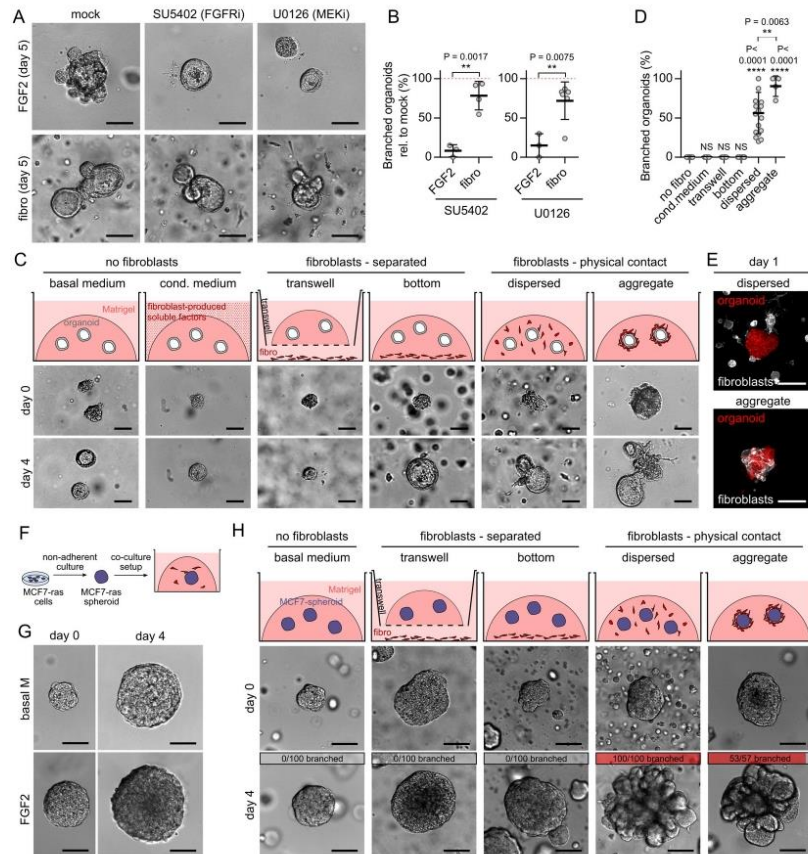 A
mock
SU5402 (FGFRi)
U0126 (MEKi)
FGF2 (day 5)
fibro (day 5)
B
P = 0.0017
P = 0.0075
**
**
Branched organoids
rel. to mock (%)
100
50
0
FGF2
fibro
FGF2
fibro
SU5402
U0126
D
P = 0.0063
**
P<
P<
0.0001
0.0001
****
****
Branched organoids (%)
100
80
60
40
20
0
NS
NS
NS
no fibro
cond.medium
transwell
bottom
dispersed
aggregate
C
no fibroblasts
fibroblasts - separated
fibroblasts - physical contact
basal medium
cond. medium
transwell
bottom
dispersed
aggregate
Matrigel
organoid
fibroblast-produced
soluble factors
transwell
fibro
day 0
day 4
E
day 1
dispersed
organoid
fibroblasts
aggregate
organoid
fibroblasts
F
non-adherent
culture
co-culture
setup
MCF7-ras
cells
MCF7-ras
spheroid
G
day 0
day 4
basal M
FGF2
H
no fibroblasts
fibroblasts - separated
fibroblasts - physical contact
basal medium
transwell
bottom
dispersed
aggregate
Matrigel
MCF7-spheroid
transwell
fibro
day 0
0/100 branched
0/100 branched
0/100 branched
100/100 branched
53/57 branched
day 4